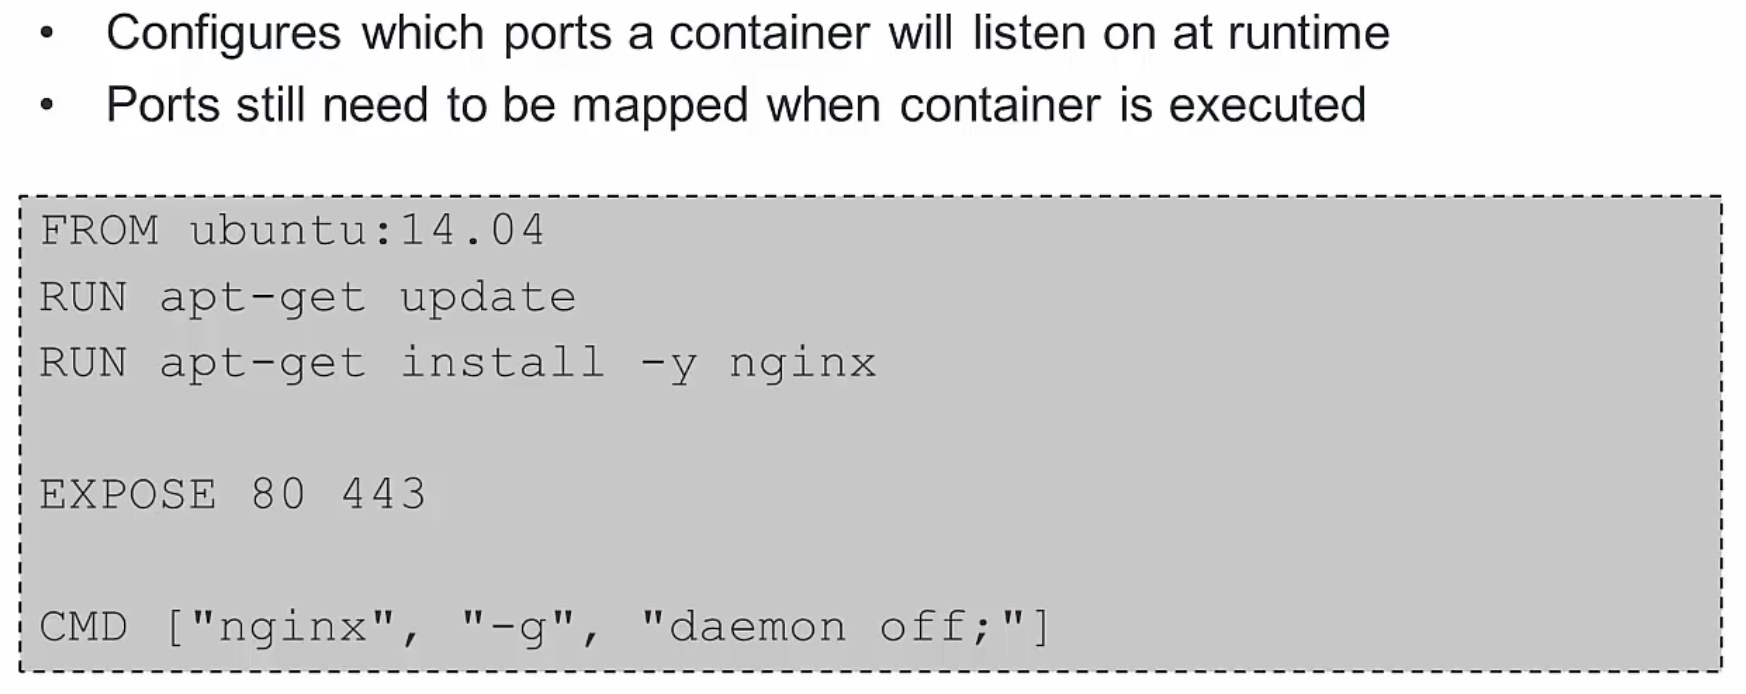 • Configures which ports a container will listen on at runtime
• Ports still need to be mapped when container is executed
FROM ubuntu:14.04
RUN apt-get update
RUN apt-get install -y nginx
EXPOSE 80 443
CMD ["nginx", "-g", "daemon off;"]